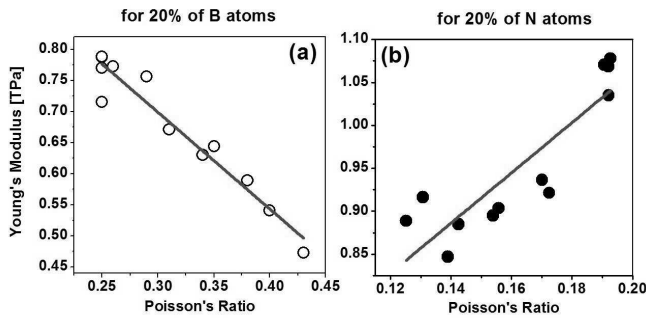 for 20% of B atoms
for 20% of N atoms
(a)
(b)
Young's Modulus [TPa]
0.80
0.75
0.70
0.65
0.60
0.55
0.50
0.45
0.25 0.30 0.35 0.40 0.45
Poisson's Ratio
1.10
1.05
1.00
0.95
0.90
0.85
0.12 0.14 0.16 0.18 0.20
Poisson's Ratio